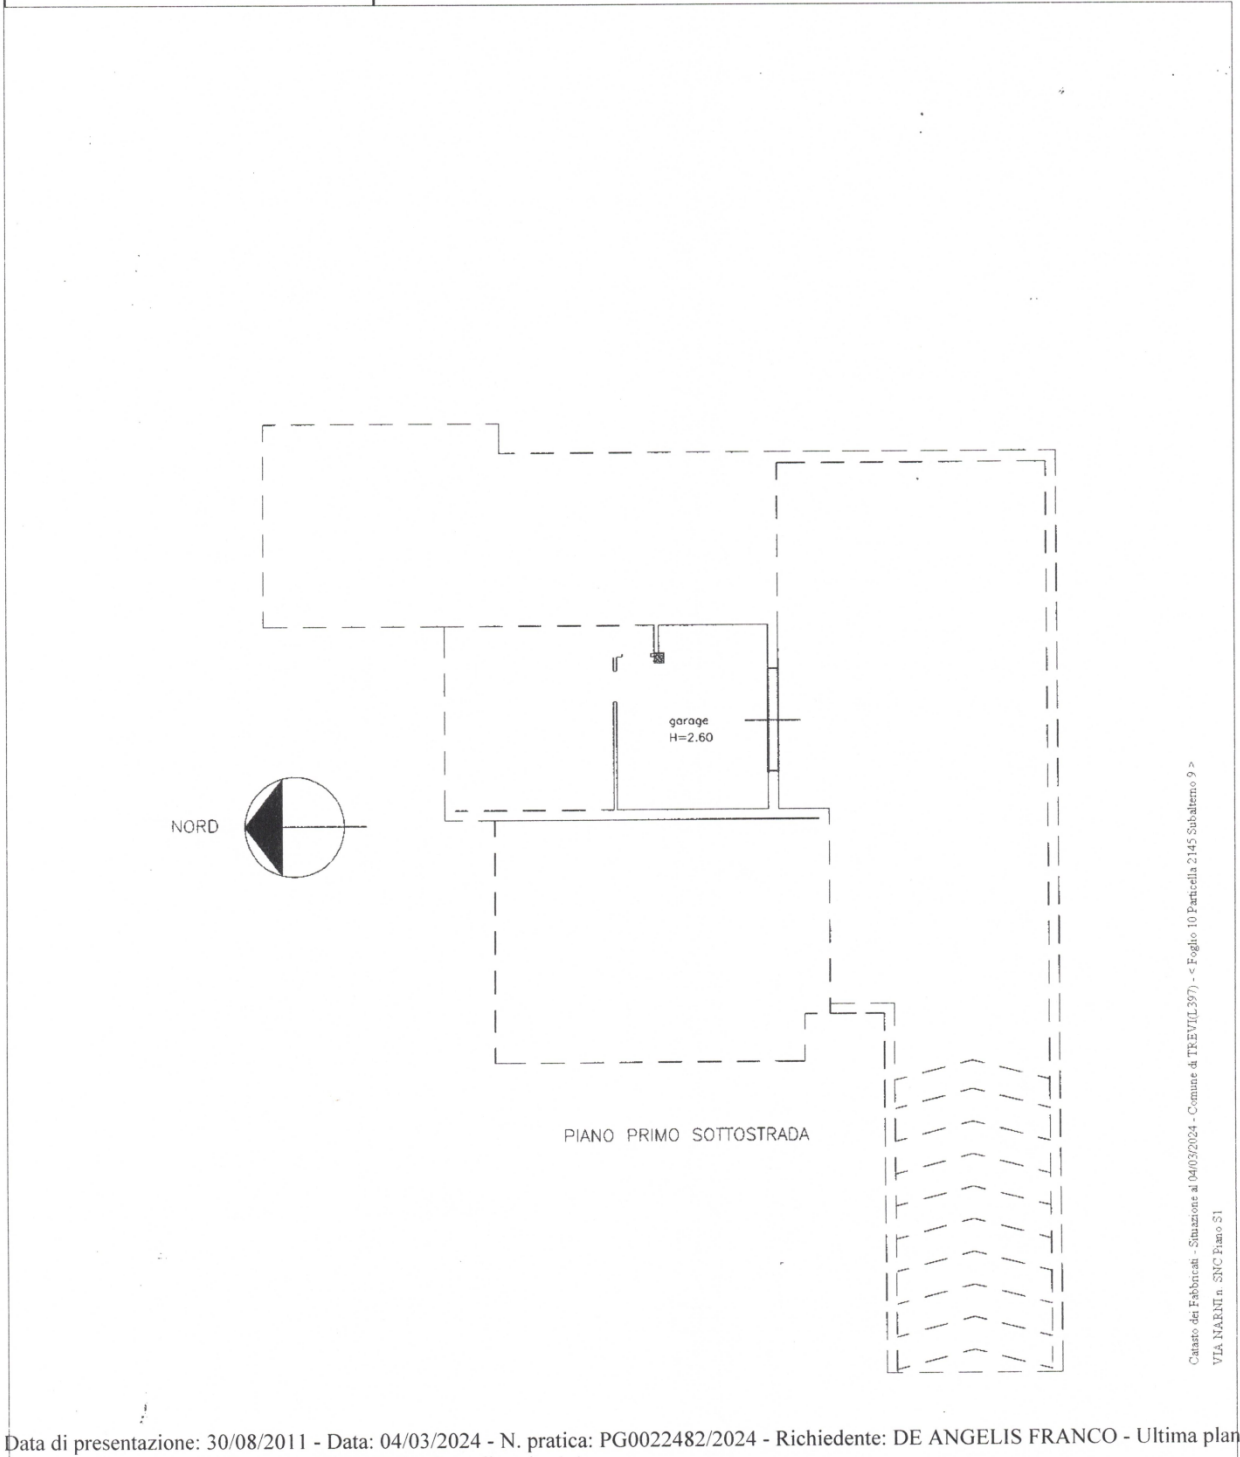 garage
H=2.60
NORD
PIANO PRIMO SOTTOSTRADA
Catasto dei Fabbricati - Situazione al 04/03/2024 - Comune di TREVI(L397) - < Foglio 10 Particella 2145 Subalterno 9 >
VIA NARNI n. SNC Piano S1
Data di presentazione: 30/08/2011 - Data: 04/03/2024 - N. pratica: PG0022482/2024 - Richiedente: DE ANGELIS FRANCO - Ultima plan